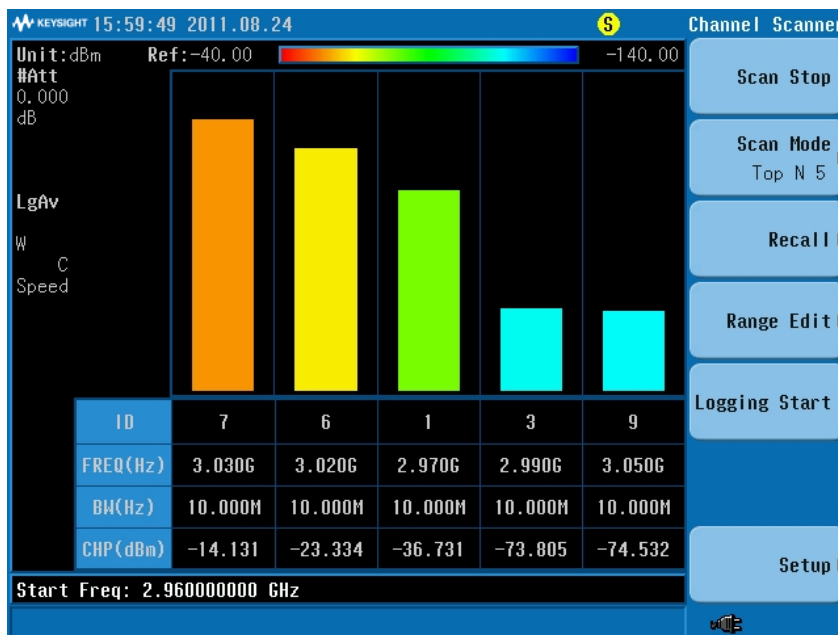 KEYSIGHT 15:59:49 2011.08.24 S Channel Scanner
Unit:dBm Ref:-40.00 -140.00
#Att
0.000
dB
LgAv
W
C
Speed
Scan Stop
Scan Mode
Top N 5
Recall
Range Edit
Logging Start
Setup
ID 7 6 1 3 9
FREQ(Hz) 3.030G 3.020G 2.970G 2.990G 3.050G
BW(Hz) 10.000M 10.000M 10.000M 10.000M 10.000M
CHP(dBm) -14.131 -23.334 -36.731 -73.805 -74.532
Start Freq: 2.960000000 GHz